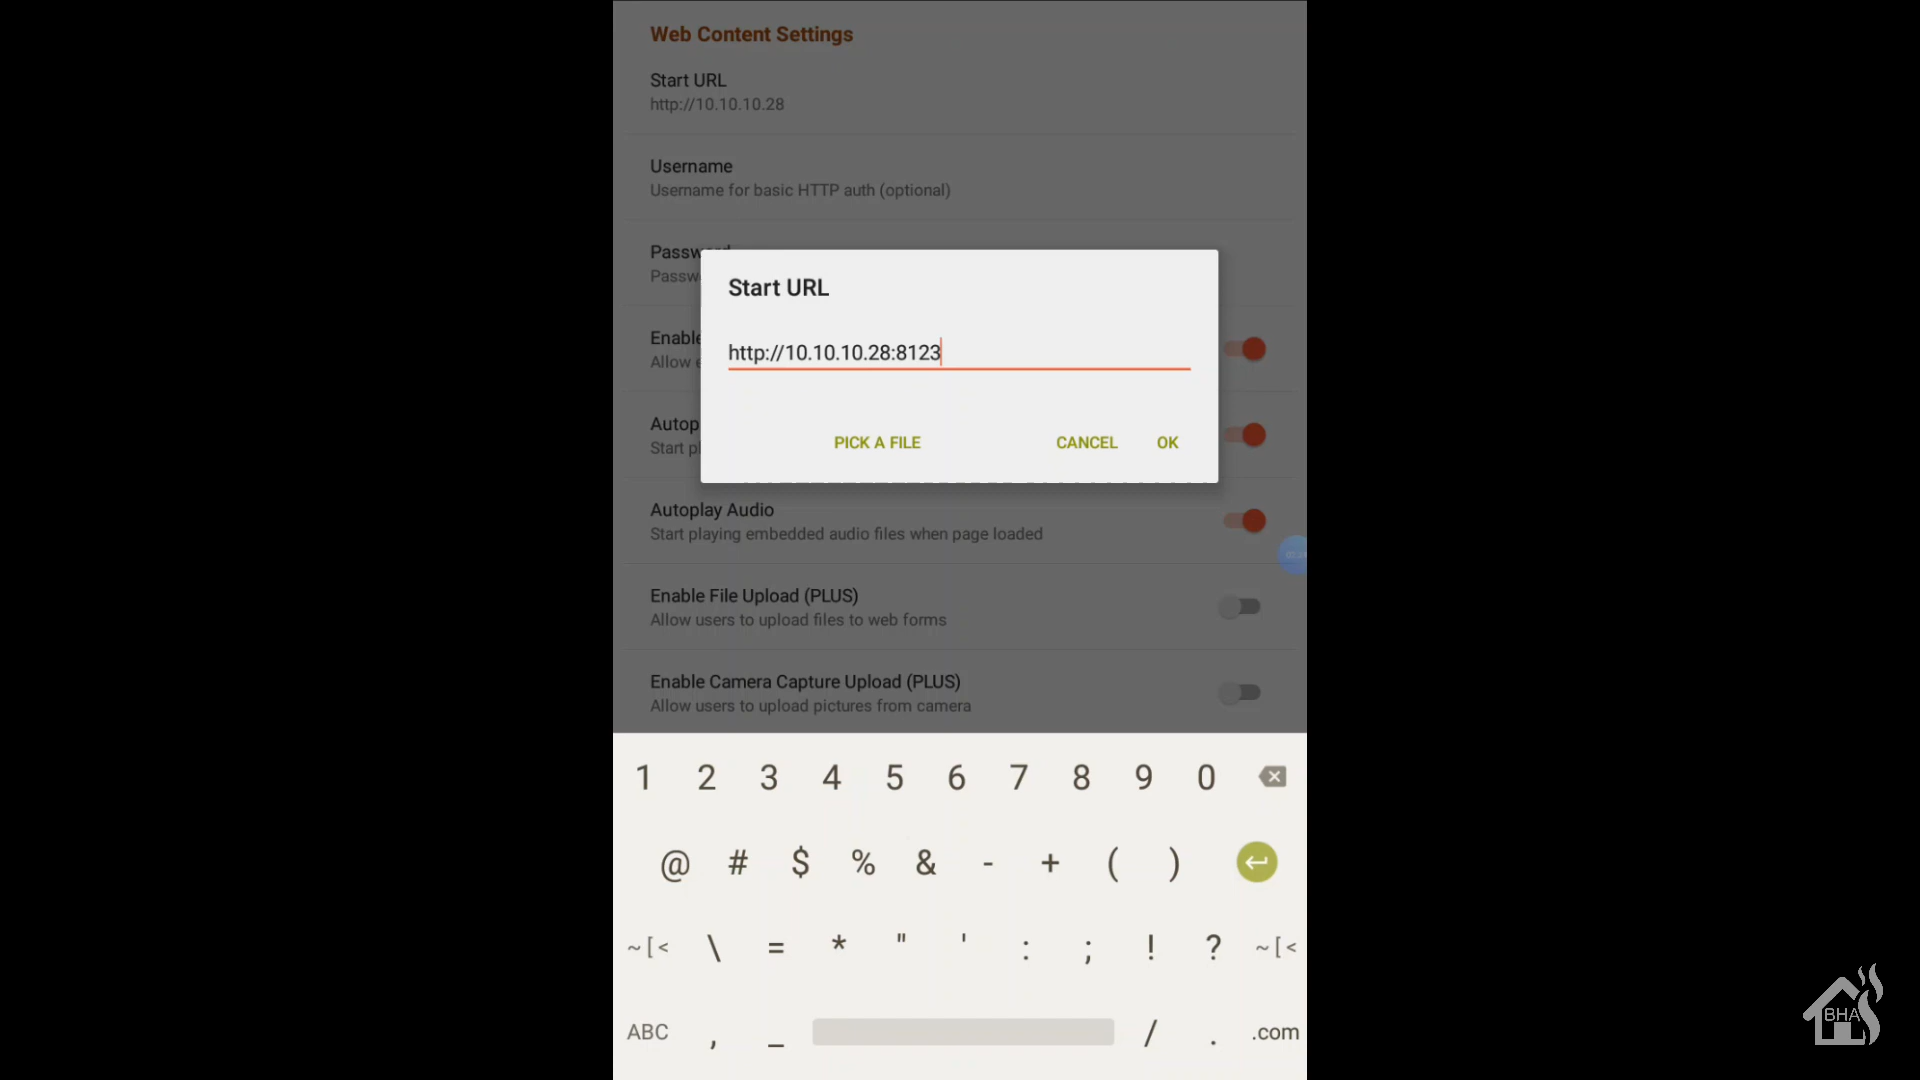 Web Content Settings
Start URL
http://10.10.10.28
Username
Username for basic HTTP auth (optional)
Password
Passw
Start URL
http://10.10.10.28:8123
PICK A FILE CANCEL OK
Enable
Allow e
Autop
Start pl
Autoplay Audio
Start playing embedded audio files when page loaded
Enable File Upload (PLUS)
Allow users to upload files to web forms
Enable Camera Capture Upload (PLUS)
Allow users to upload pictures from camera
1 2 3 4 5 6 7 8 9 0
@ # $ % & - + ( )
~ [ < \ = * " ' : ; ! ? ~ [ <
ABC , _ / . .com
BHA